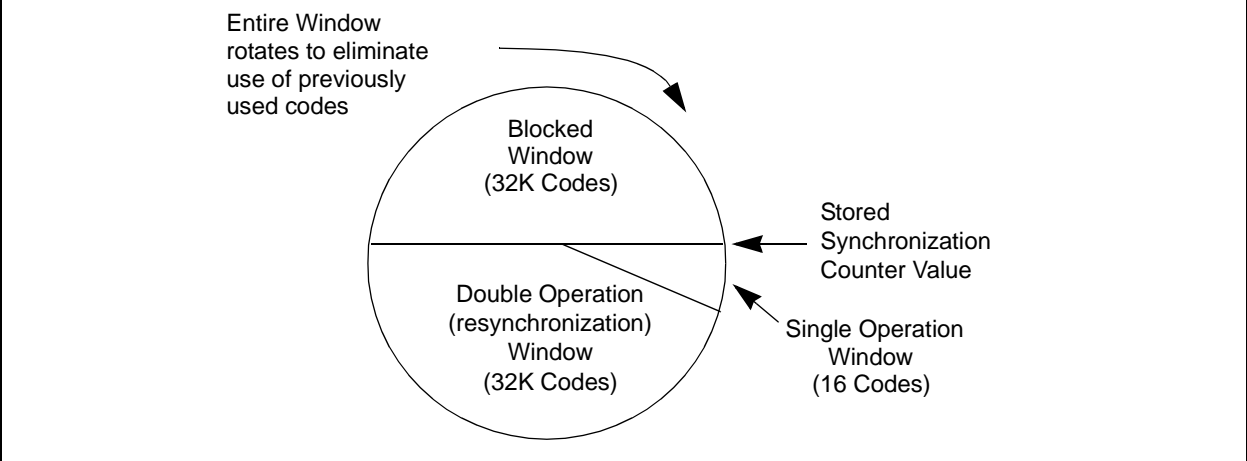 Entire Window
rotates to eliminate
use of previously
used codes
Blocked
Window
(32K Codes)
Stored
Synchronization
Counter Value
Double Operation
(resynchronization)
Window
(32K Codes)
Single Operation
Window
(16 Codes)